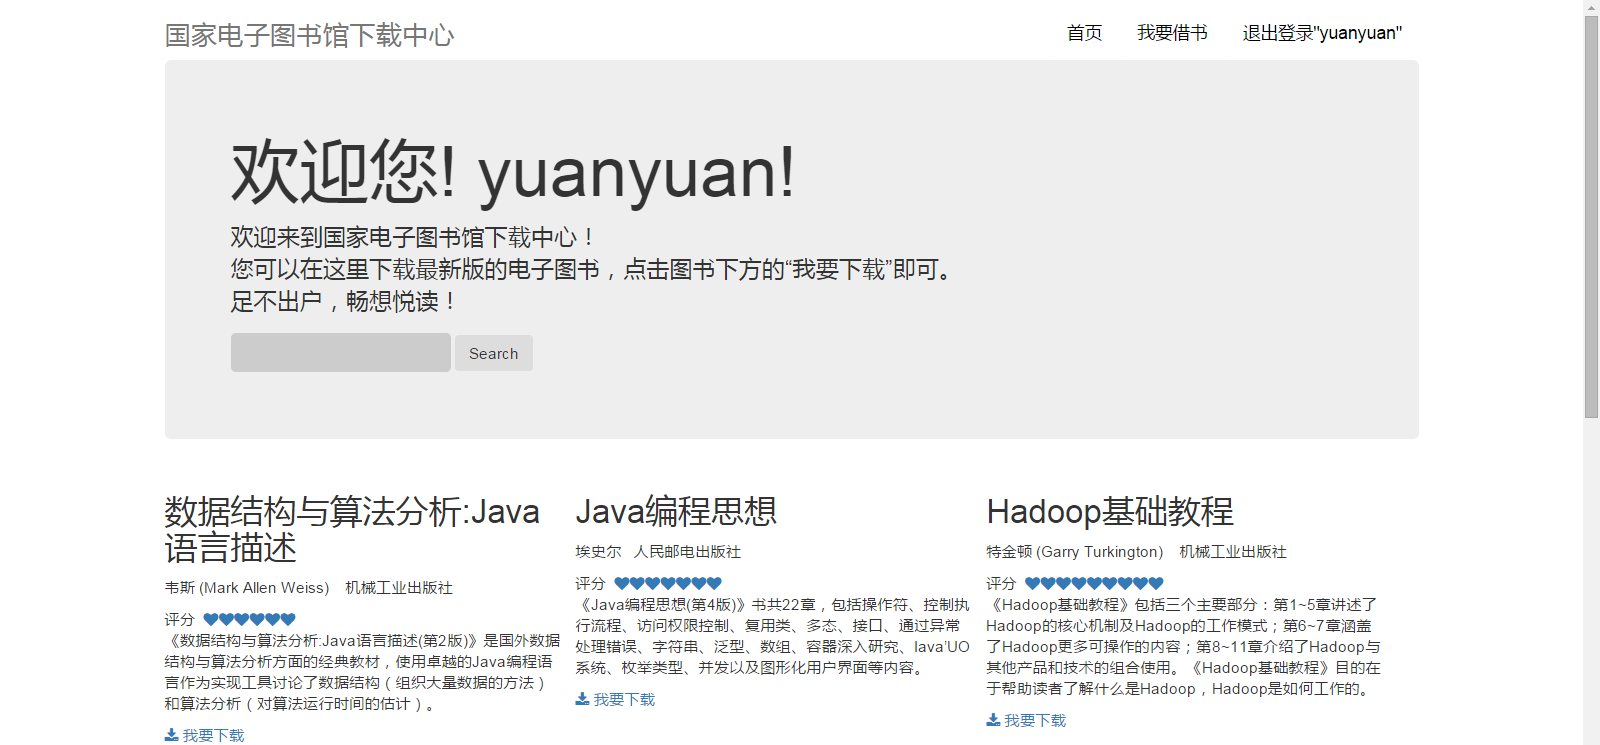 国家电子图书馆下载中心
首页 我要借书 退出登录"yuanyuan"
欢迎您! yuanyuan!
欢迎来到国家电子图书馆下载中心！
您可以在这里下载最新版的电子图书，点击图书下方的“我要下载”即可。
足不出户，畅想悦读！
Search
数据结构与算法分析:Java
语言描述
韦斯 (Mark Allen Weiss) 机械工业出版社
评分
《数据结构与算法分析:Java语言描述(第2版)》是国外数据
结构与算法分析方面的经典教材，使用卓越的Java编程语
言作为实现工具讨论了数据结构（组织大量数据的方法）
和算法分析（对算法运行时间的估计）。
我要下载
Java编程思想
埃史尔 人民邮电出版社
评分
《Java编程思想(第4版)》书共22章，包括操作符、控制执
行流程、访问权限控制、复用类、多态、接口、通过异常
处理错误、字符串、泛型、数组、容器深入研究、Iava'UO
系统、枚举类型、并发以及图形化用户界面等内容。
我要下载
Hadoop基础教程
特金顿 (Garry Turkington) 机械工业出版社
评分
《Hadoop基础教程》包括三个主要部分：第1~5章讲述了
Hadoop的核心机制及Hadoop的工作模式；第6~7章涵盖
了Hadoop更多可操作的内容；第8~11章介绍了Hadoop与
其他产品和技术的组合使用。《Hadoop基础教程》目的在
于帮助读者了解什么是Hadoop，Hadoop是如何工作的。
我要下载